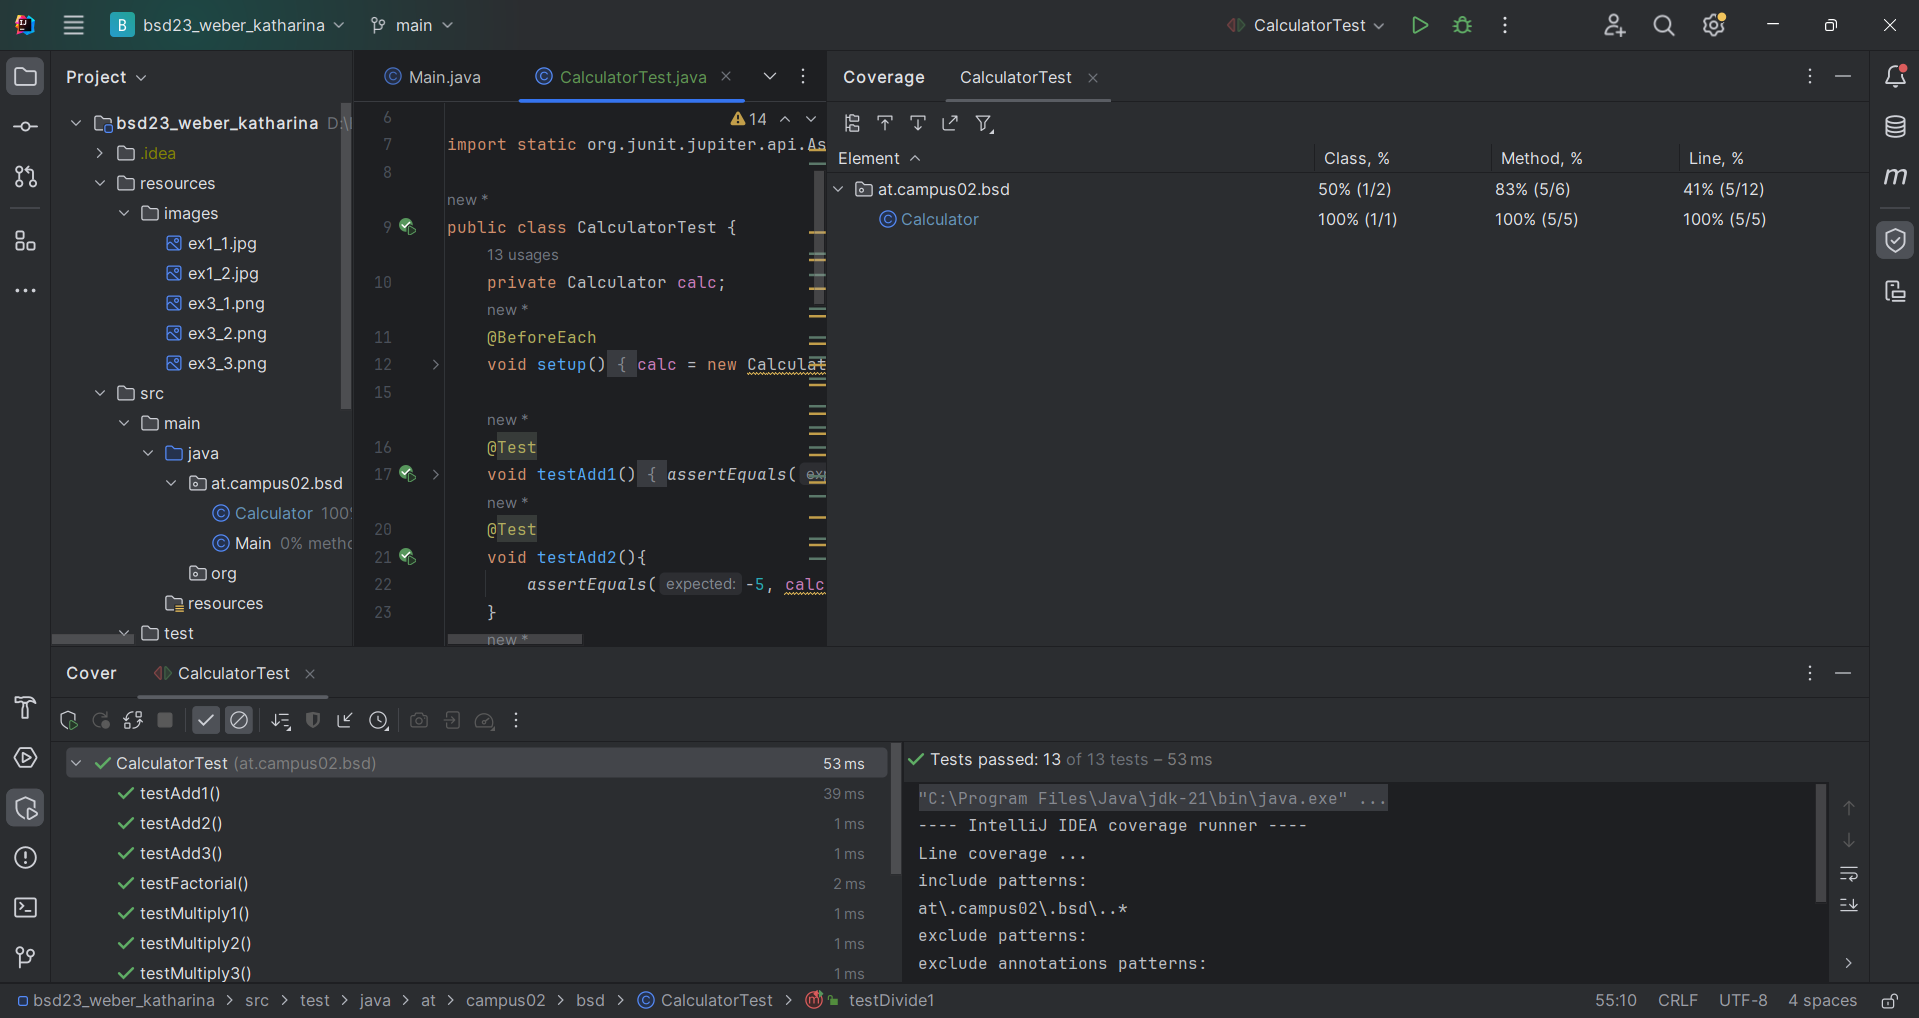 B bsd23_weber_katharina main CalculatorTest
Project
bsd23_weber_katharina D:\
.idea
resources
images
ex1_1.jpg
ex1_2.jpg
ex3_1.png
ex3_2.png
ex3_3.png
src
main
java
at.campus02.bsd
Calculator 100%
Main 0% metho
org
resources
test
Main.java CalculatorTest.java
6 14
7 import static org.junit.jupiter.api.As
8
new *
9 public class CalculatorTest {
13 usages
10 private Calculator calc;
new *
11 @BeforeEach
12 void setup() { calc = new Calculat
15
new *
16 @Test
17 void testAdd1() { assertEquals( exp
new *
20 @Test
21 void testAdd2(){
22 assertEquals( expected: -5, calc
23 }
new *
Coverage CalculatorTest
Element Class, % Method, % Line, %
at.campus02.bsd 50% (1/2) 83% (5/6) 41% (5/12)
Calculator 100% (1/1) 100% (5/5) 100% (5/5)
Cover CalculatorTest
CalculatorTest (at.campus02.bsd) 53 ms
testAdd1() 39 ms
testAdd2() 1 ms
testAdd3() 1 ms
testFactorial() 2 ms
testMultiply1() 1 ms
testMultiply2() 1 ms
testMultiply3() 1 ms
Tests passed: 13 of 13 tests – 53 ms
"C:\Program Files\Java\jdk-21\bin\java.exe" ...
---- IntelliJ IDEA coverage runner ----
Line coverage ...
include patterns:
at\.campus02\.bsd\..*
exclude patterns:
exclude annotations patterns:
bsd23_weber_katharina > src > test > java > at > campus02 > bsd > CalculatorTest > testDivide1 55:10 CRLF UTF-8 4 spaces